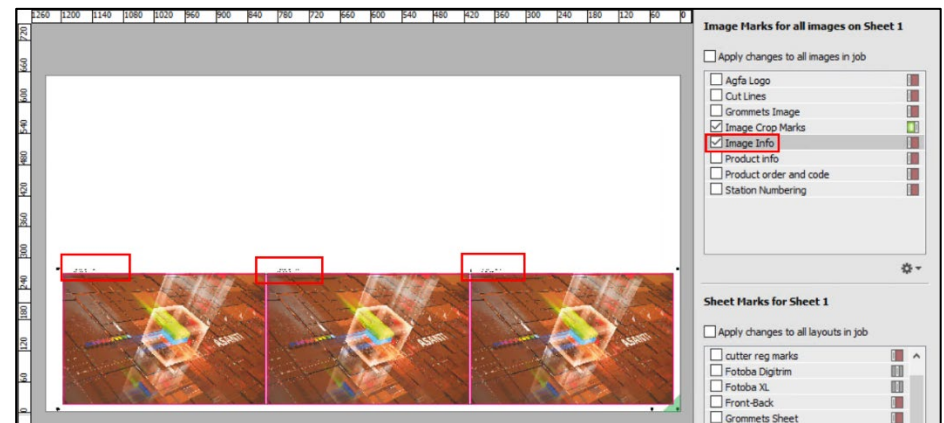 1260 1200 1140 1080 1020 960 900 840 780 720 660 600 540 480 420 360 300 240 180 120 60 0
720
660
600
540
480
420
360
300
240
180
120
60
0
ASANTI ASANTI ASANTI
Image Marks for all images on Sheet 1
Apply changes to all images in job
Agfa Logo
Cut Lines
Grommets Image
Image Crop Marks
Image Info
Product info
Product order and code
Station Numbering
Sheet Marks for Sheet 1
Apply changes to all layouts in job
cutter reg marks
Fotoba Digitrim
Fotoba XL
Front-Back
Grommets Sheet